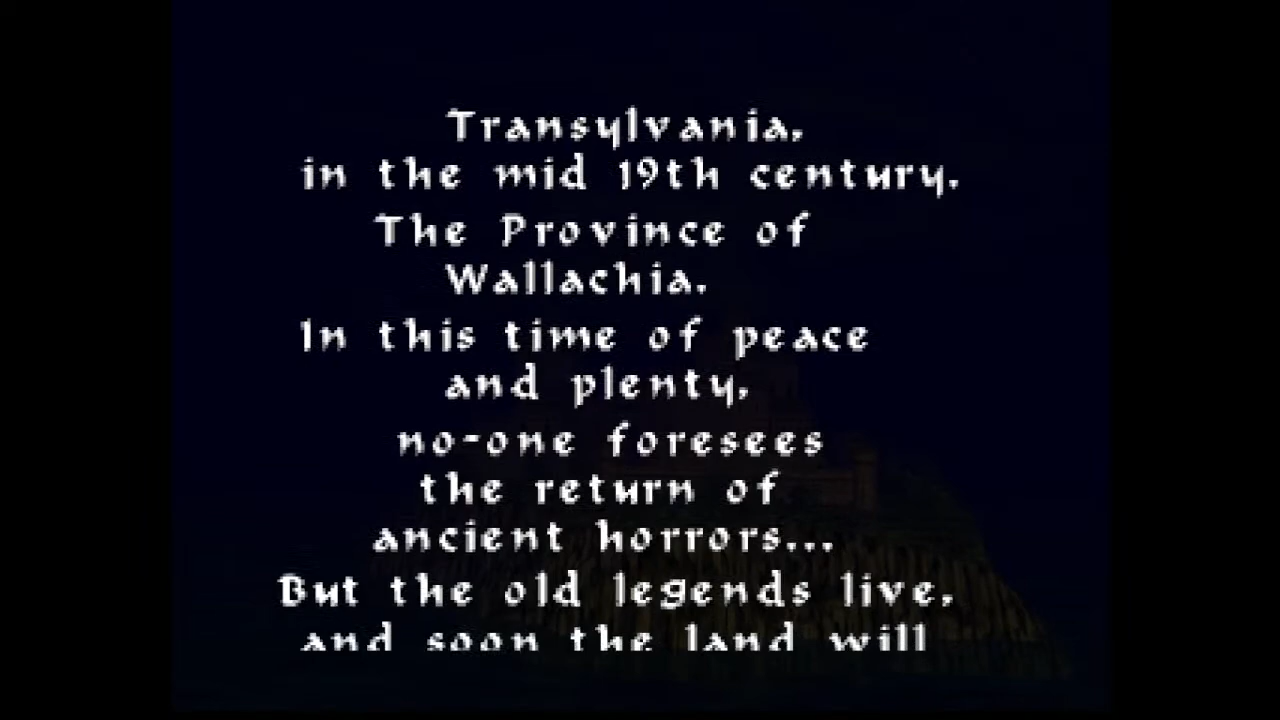 Transylvania,
in the mid 19th century.
The Province of
Wallachia.
In this time of peace
and plenty,
no-one foresees
the return of
ancient horrors...
But the old legends live,
and soon the land will